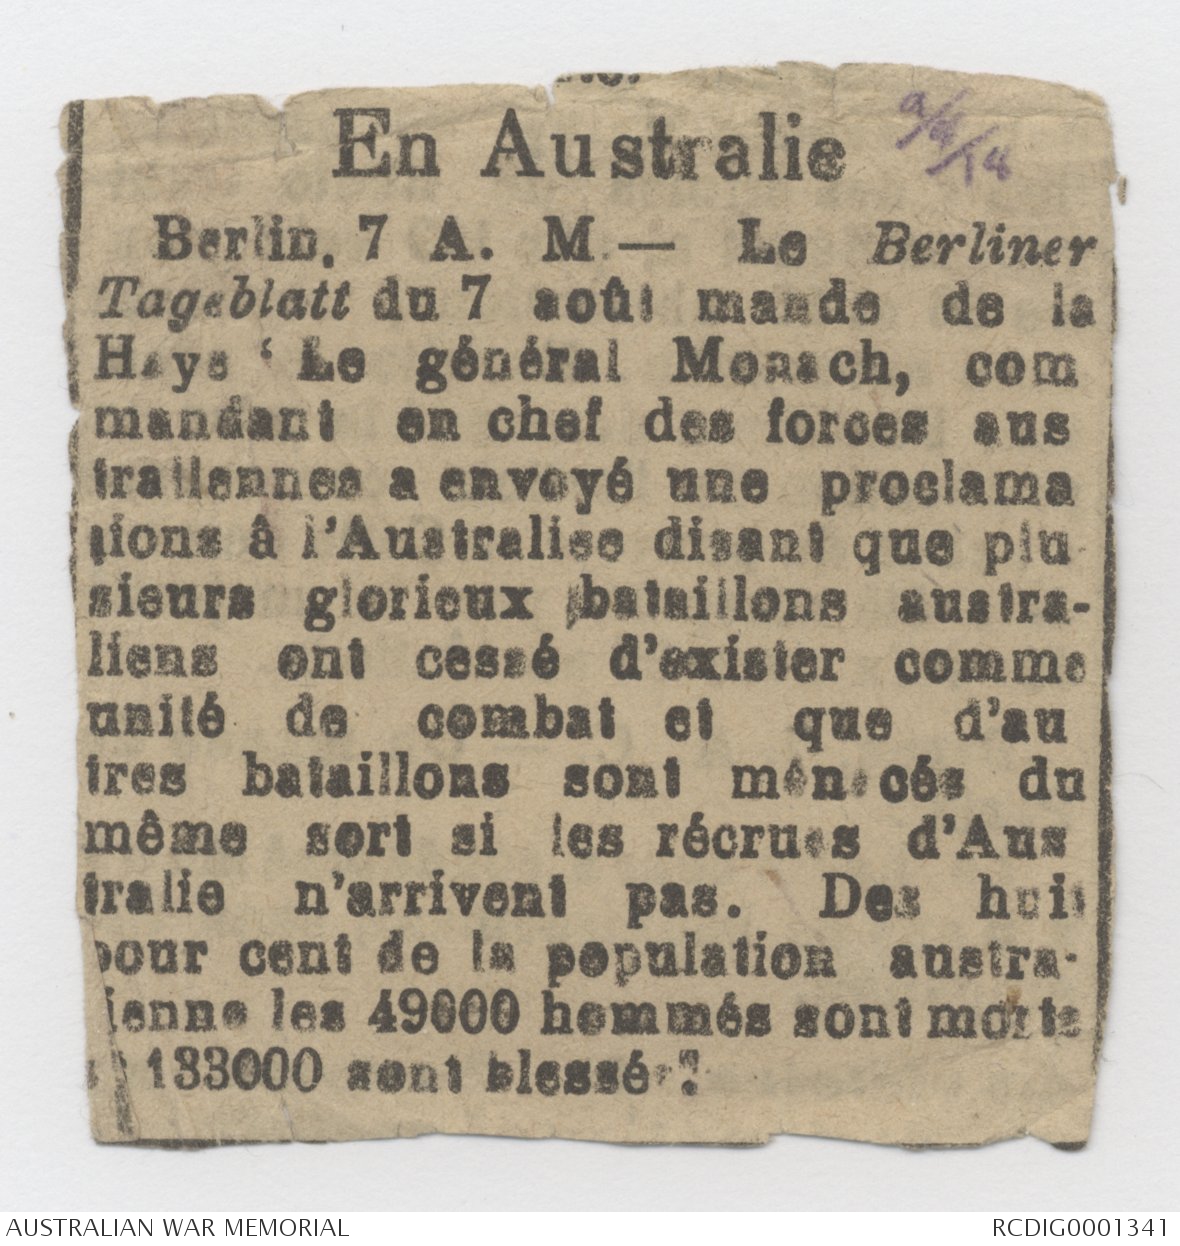 En Australie
Berlin, 7 A. M. — Le Berliner
Tageblatt du 7 août mande de la
Haye ‘ Le général Monach, com
mandant en chef des forces aus
traliennes a envoyé une proclama
tions â l'Australie disant que plu
sieurs glorieux bataillons austra-
liens ont cessé d'exister comme
unité de combat et que d'au
tres bataillons sont menacés du
même sort si les récrues d'Aus
tralie n'arrivent pas. Des huit
pour cent de la population austra-
lienne les 49000 hommés sont morts
133000 sont blessé
AUSTRALIAN WAR MEMORIAL
RCDIG0001341